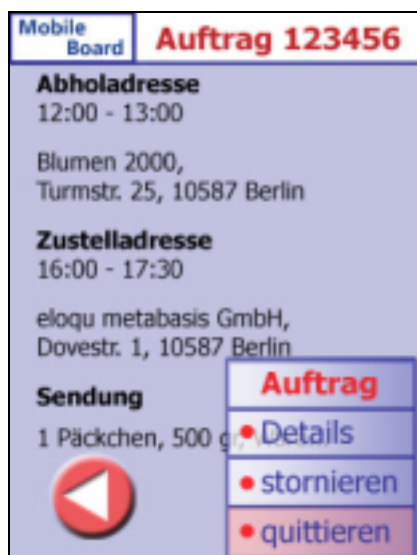 Mobile
Board
Auftrag 123456
Abholadresse
12:00 - 13:00
Blumen 2000,
Turmstr. 25, 10587 Berlin
Zustelladresse
16:00 - 17:30
eloqu metabasis GmbH,
Dovestr. 1, 10587 Berlin
Sendung
1 Päckchen, 500 gr,
Auftrag
Details
stornieren
quittieren